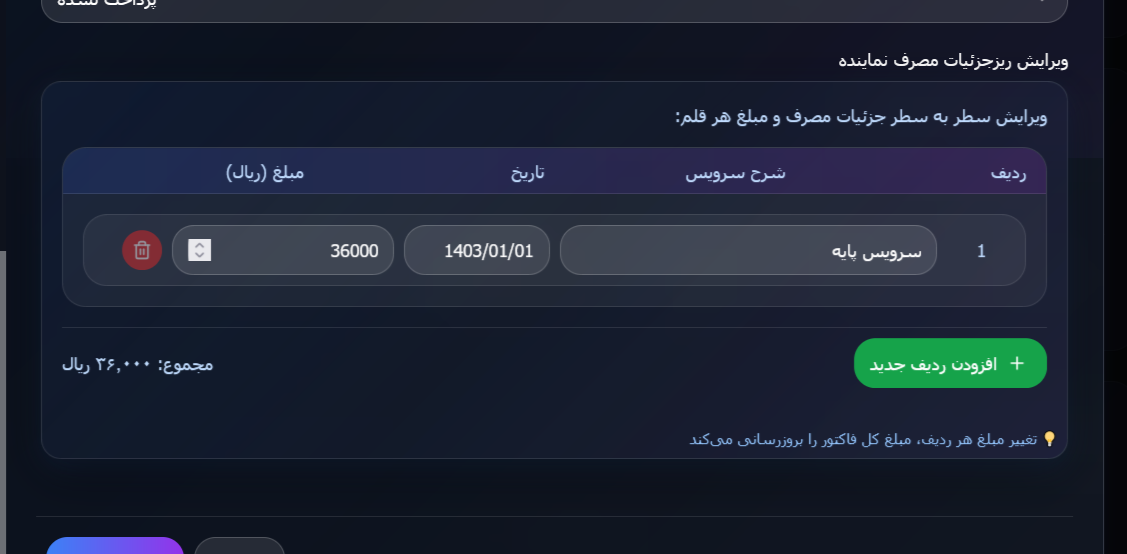 پرداخت نشده
ویرایش ریزجزئیات مصرف نماینده
ویرایش سطر به سطر جزئیات مصرف و مبلغ هر قلم:
ردیف شرح سرویس تاریخ مبلغ (ریال)
1 سرویس پایه 1403/01/01 36000
+ افزودن ردیف جدید
مجموع: ۳۶,۰۰۰ ریال
تغییر مبلغ هر ردیف، مبلغ کل فاکتور را بروزرسانی می‌کند